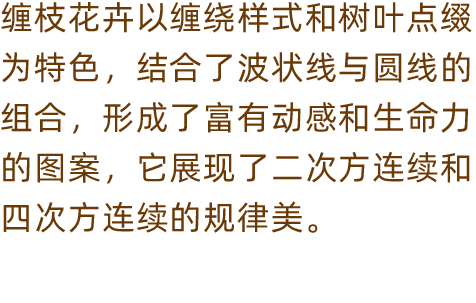 缠枝花卉以缠绕样式和树叶点缀
为特色，结合了波状线与圆线的
组合，形成了富有动感和生命力
的图案，它展现了二次方连续和
四次方连续的规律美。